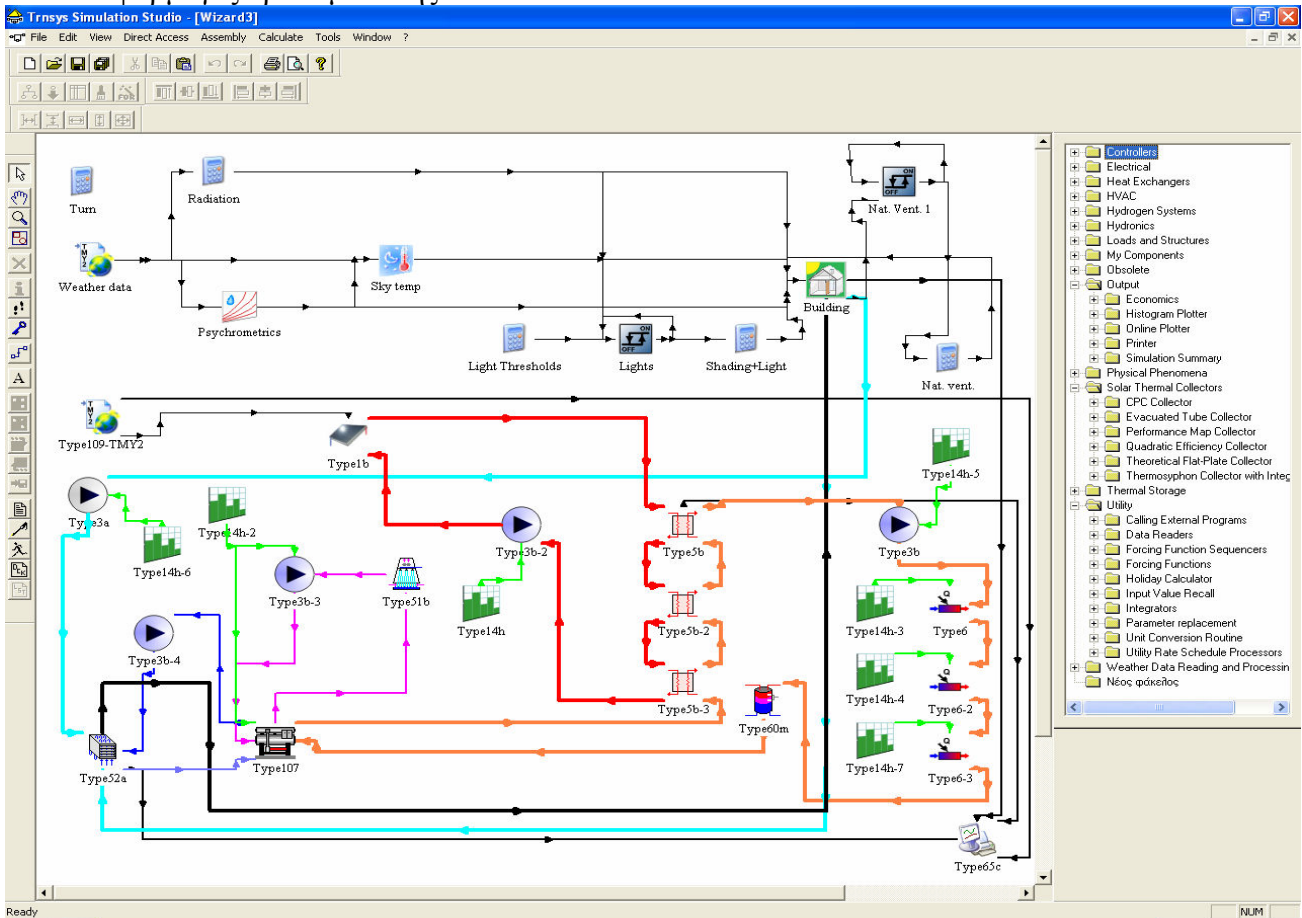 Trnsys Simulation Studio - [Wizard3]
File Edit View Direct Access Assembly Calculate Tools Window ?
Turn
Radiation
Nat. Vent. 1
Weather data
Sky temp
Building
Psychrometrics
Light Thresholds
Lights
Shading+Light
Nat. vent.
Type109-TMY2
Type1b
Type14h-5
Type3a
Type14h-2
Type3b-2
Type5b
Type3b
Type14h-6
Type3b-3
Type51b
Type14h
Type5b-2
Type14h-3
Type6
Type3b-4
Type14h-4
Type6-2
Type5b-3
Type60m
Type52a
Type107
Type14h-7
Type6-3
Type65c
Controllers
Electrical
Heat Exchangers
HVAC
Hydrogen Systems
Hydronics
Loads and Structures
My Components
Obsolete
Output
Economics
Histogram Plotter
Online Plotter
Printer
Simulation Summary
Physical Phenomena
Solar Thermal Collectors
CPC Collector
Evacuated Tube Collector
Performance Map Collector
Quadratic Efficiency Collector
Theoretical Flat-Plate Collector
Thermosyphon Collector with Integ
Thermal Storage
Utility
Calling External Programs
Data Readers
Forcing Function Sequencers
Forcing Functions
Holiday Calculator
Input Value Recall
Integrators
Parameter replacement
Unit Conversion Routine
Utility Rate Schedule Processors
Weather Data Reading and Processin
Νέος φάκελος
Ready
NUM